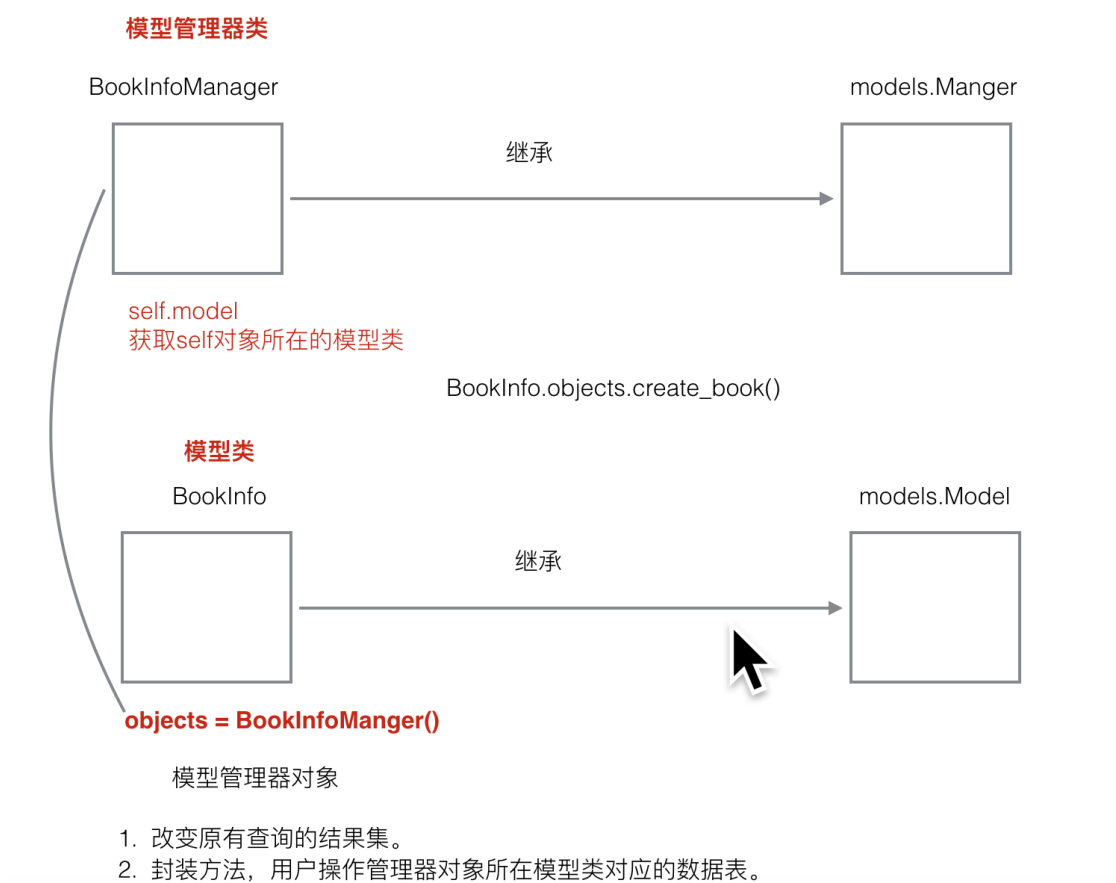 模型管理器类
BookInfoManager
models.Manger
继承
self.model
获取self对象所在的模型类
BookInfo.objects.create_book()
模型类
BookInfo
models.Model
继承
objects = BookInfoManger()
模型管理器对象
1. 改变原有查询的结果集。
2. 封装方法，用户操作管理器对象所在模型类对应的数据表。